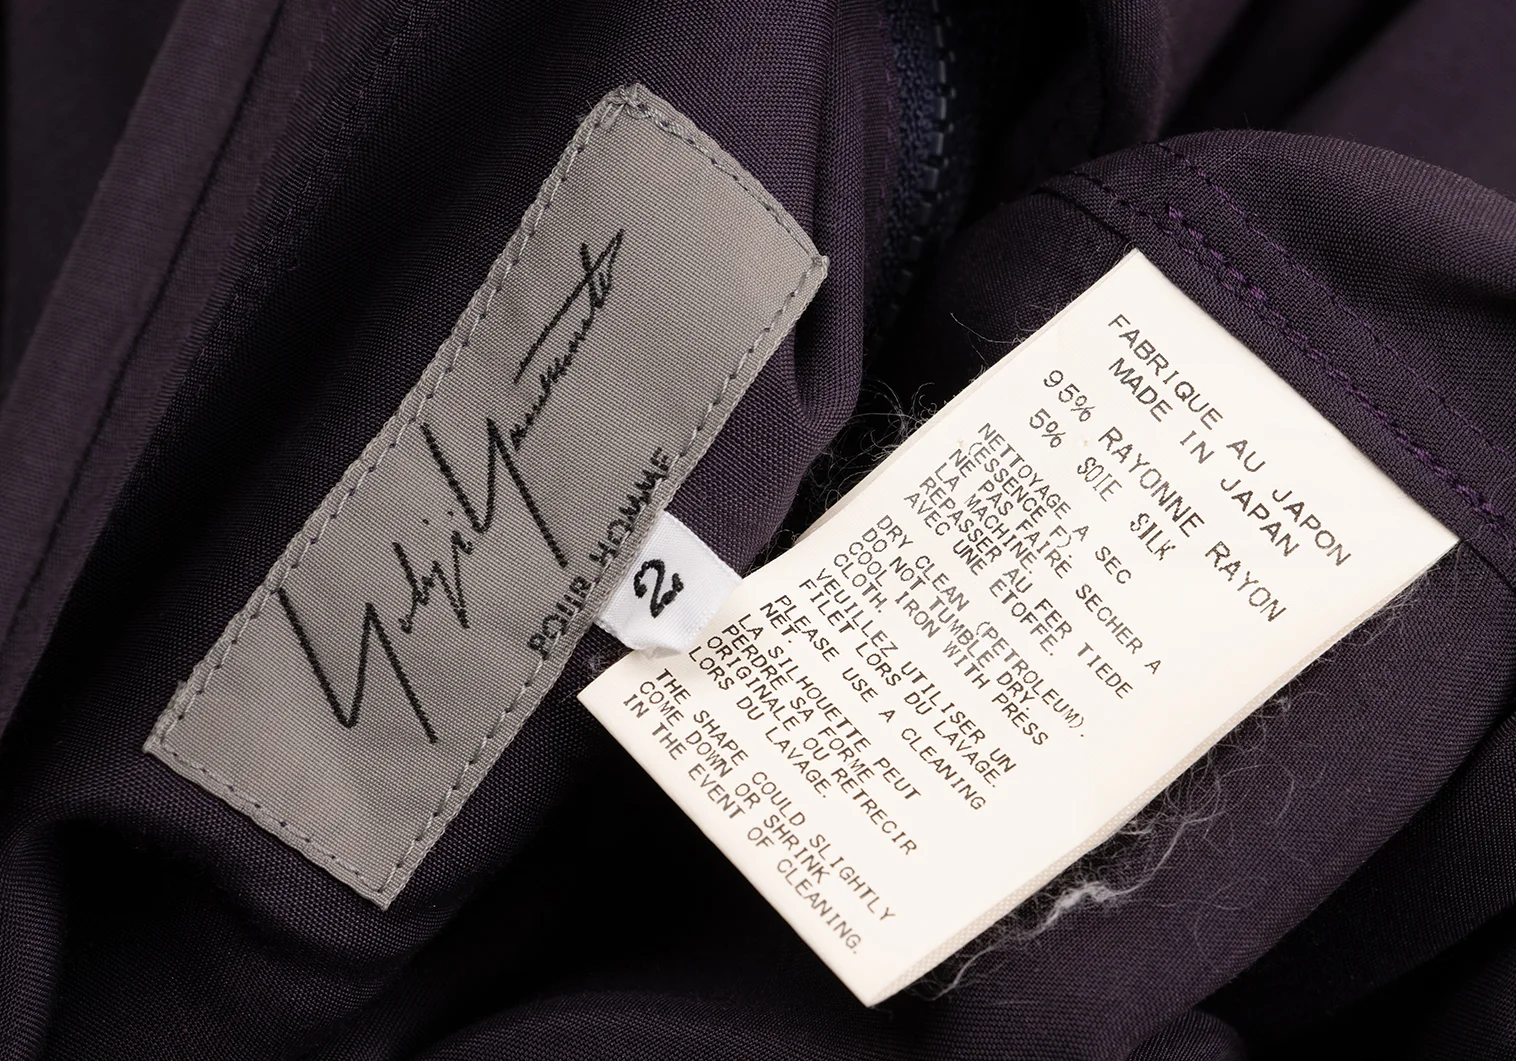 Yohji Yamamoto
POUR HOMME
2
FABRIQUE AU JAPON
MADE IN JAPAN
95% RAYONNE RAYON
5% SOIE SILK
NETTOYAGE A SEC
(ESSENCE F).
NE PAS FAIRE SECHER A
LA MACHINE.
REPASSER AU FER TIEDE
AVEC UNE ETOFFE.
DRY CLEAN (PETROLEUM).
DO NOT TUMBLE DRY.
COOL IRON WITH PRESS
CLOTH.
VEUILLEZ UTILISER UN
FILET LORS DU LAVAGE.
PLEASE USE A CLEANING
NET.
LA SILHOUETTE PEUT
PERDRE SA FORME
ORIGINALE OU RETRECIR
LORS DU LAVAGE.
THE SHAPE COULD SLIGHTLY
COME DOWN OR SHRINK
IN THE EVENT OF CLEANING.